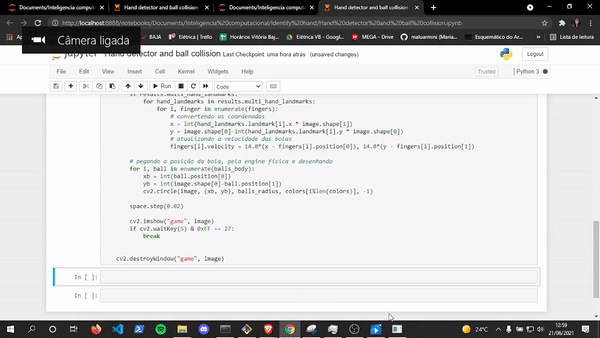 Documents/Inteligencia computa
Documents/Inteligencia computa
Hand detector and ball collision
Documents/Inteligencia computa
Hand detector and ball collision
http://localhost:8888/notebooks/Documents/Inteligencia%20computacional/Identify%20hand/Hand%20detector%20and%20ball%20collision.ipynb
BAJA
Elétrica - Fretório
Horários Vitória Bay...
Elétrica V8 - Googl...
MEGA - Drive
maluarmini (Maria...
Esquemático do Ar...
Lista de leitura
Câmera ligada
jupyter Hand detector and ball collision Last Checkpoint: uma hora atrás (unsaved changes)
Logout
File Edit View Insert Cell Kernel Widgets Help
Trusted
Python 3
Run
Code
if results.multi_hand_landmarks:
for hand_landmarks in results.multi_hand_landmarks:
for i, finger in enumerate(fingers):
# convertendo as coordenadas
x = int(hand_landmarks.landmark[i].x * image.shape[1])
y = image.shape[0]-int(hand_landmarks.landmark[i].y * image.shape[0])
# atualizando a velocidade das boias
fingers[i].velocity = 14.0*(x - fingers[i].position[0]), 14.0*(y - fingers[i].position[1])
# pegando a posição da bola, pela engine física e desenhando
for i, ball in enumerate(balls_body):
xb = int(ball.position[0])
yb = int(image.shape[0]-ball.position[1])
cv2.circle(image, (xb, yb), balls_radius, colors[i%len(colors)], -1)
space.step(0.02)
cv2.imshow("game", image)
if cv2.waitKey(5) & 0xFF == 27:
break
cv2.destroyWindow("game", image)
In [ ]:
In [ ]:
24°C
12:59
21/06/2021